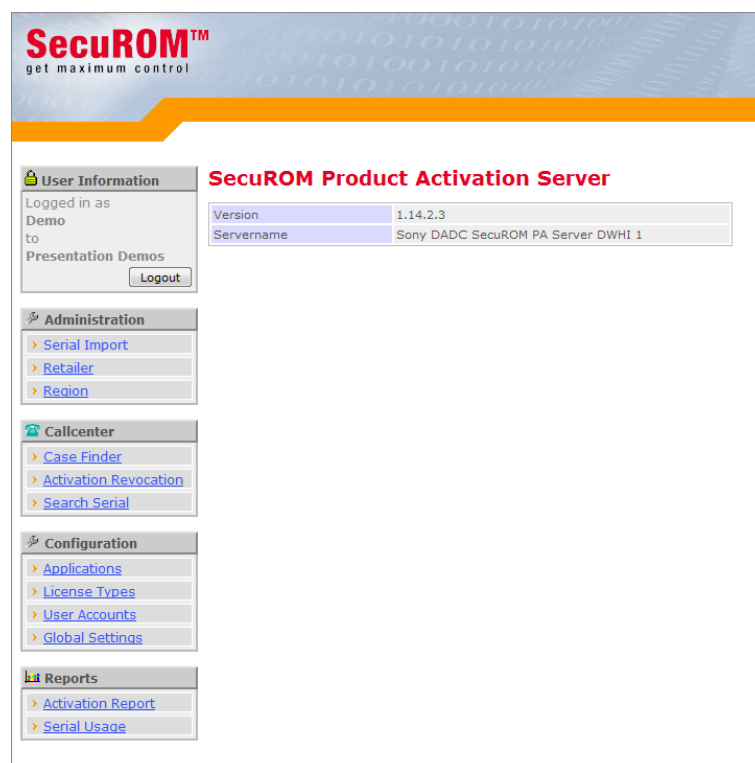 SecuROM™
get maximum control
User Information
Logged in as
Demo
to
Presentation Demos
Logout
SecuROM Product Activation Server
Version 1.14.2.3
Servername Sony DADC SecuROM PA Server DWHI 1
Administration
Serial Import
Retailer
Region
Callcenter
Case Finder
Activation Revocation
Search Serial
Configuration
Applications
License Types
User Accounts
Global Settings
Reports
Activation Report
Serial Usage